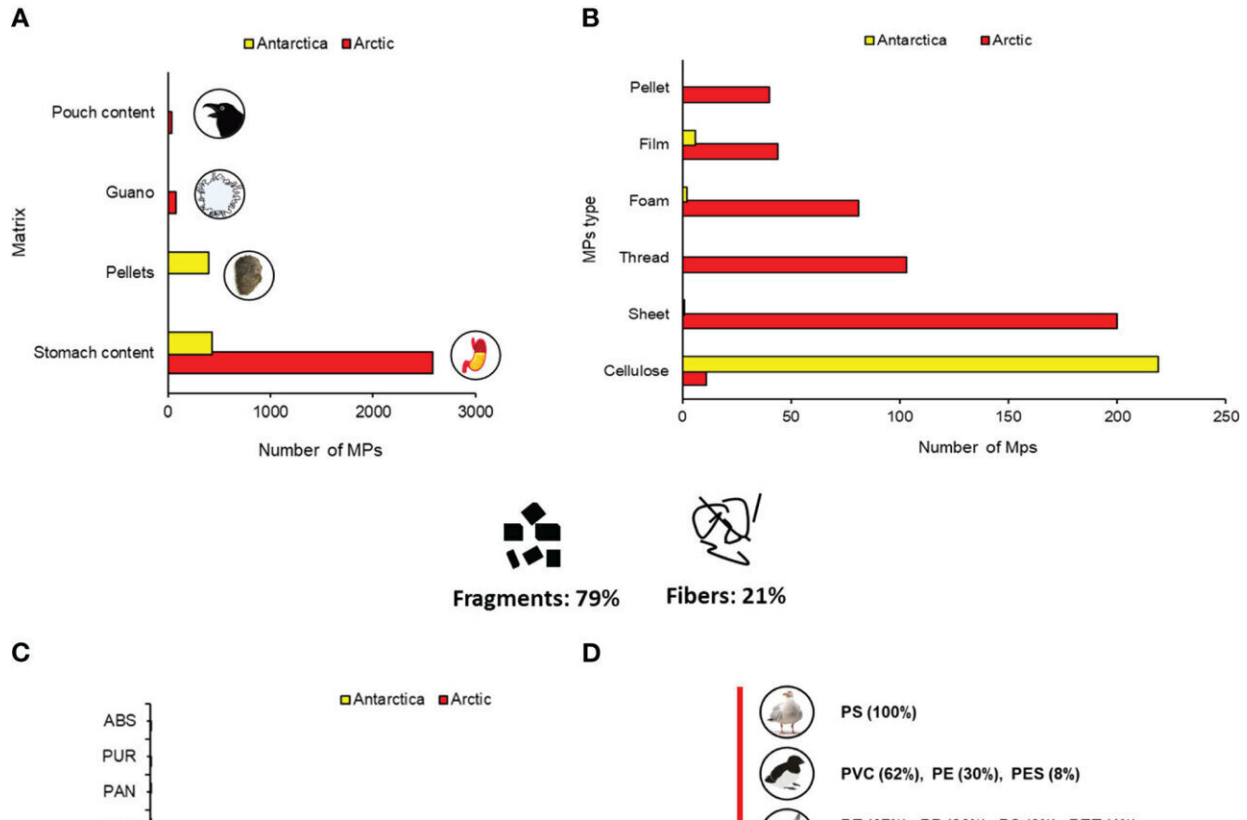 A
Antarctica Arctic
Pouch content
Guano
Pellets
Stomach content
Matrix
0 1000 2000 3000
Number of MPs
B
Antarctica Arctic
Pellet
Film
Foam
Thread
Sheet
Cellulose
MPs type
0 50 100 150 200 250
Number of Mps
Fragments: 79% Fibers: 21%
C
Antarctica Arctic
ABS
PUR
PAN
D
PS (100%)
PVC (62%), PE (30%), PES (8%)